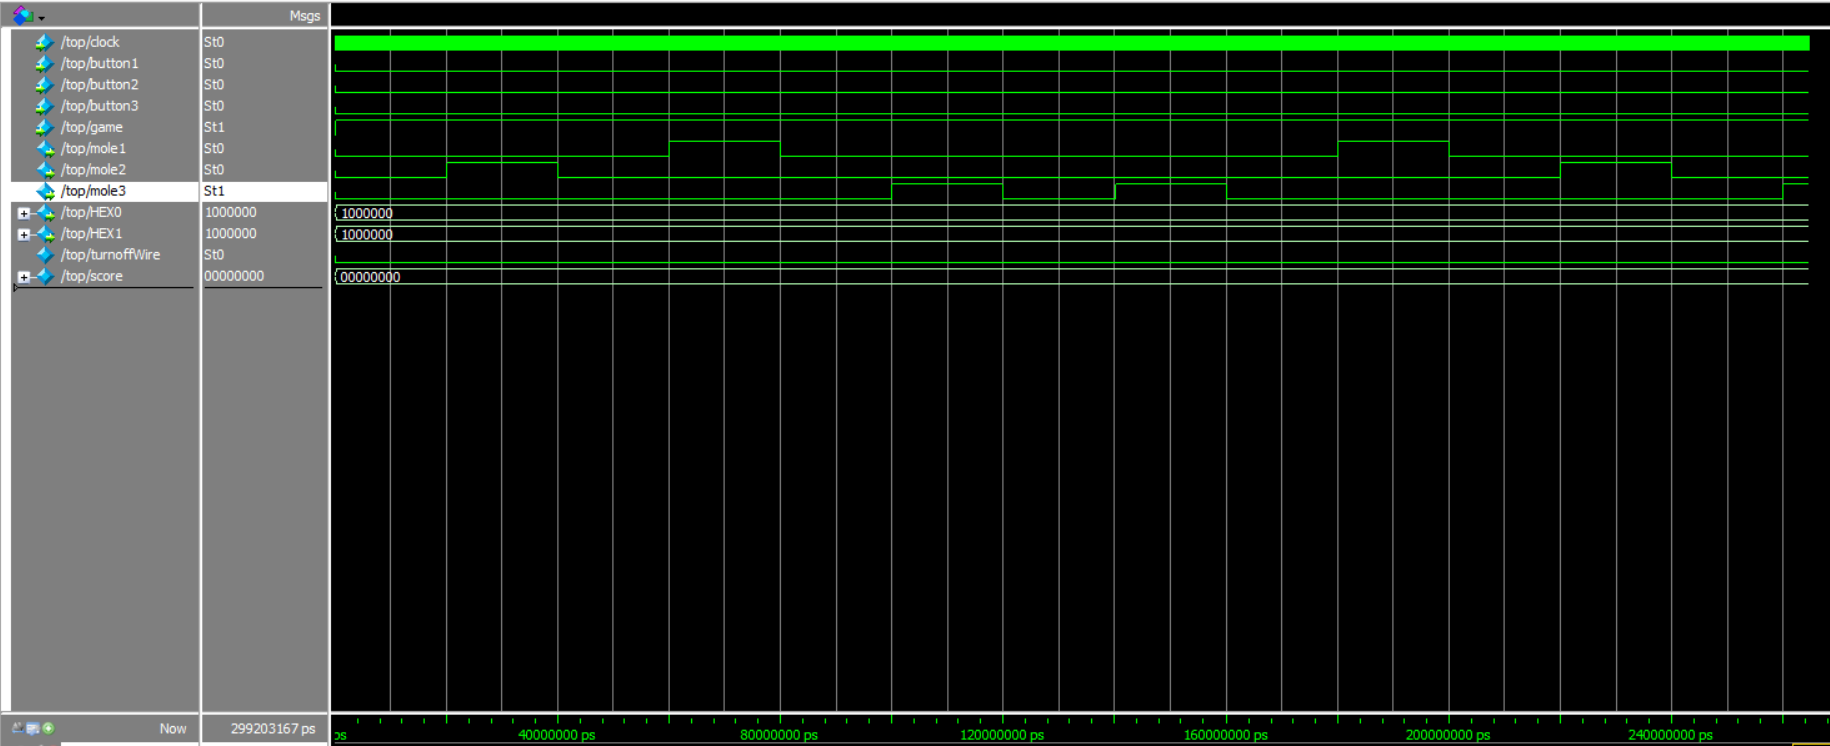 Msgs
/top/clock St0
/top/button1 St0
/top/button2 St0
/top/button3 St0
/top/game St1
/top/mole1 St0
/top/mole2 St0
/top/mole3 St1
/top/HEX0 1000000 1000000
/top/HEX1 1000000 1000000
/top/turnoffWire St0
/top/score 00000000 00000000
Now 299203167 ps ps 40000000 ps 80000000 ps 120000000 ps 160000000 ps 200000000 ps 240000000 ps